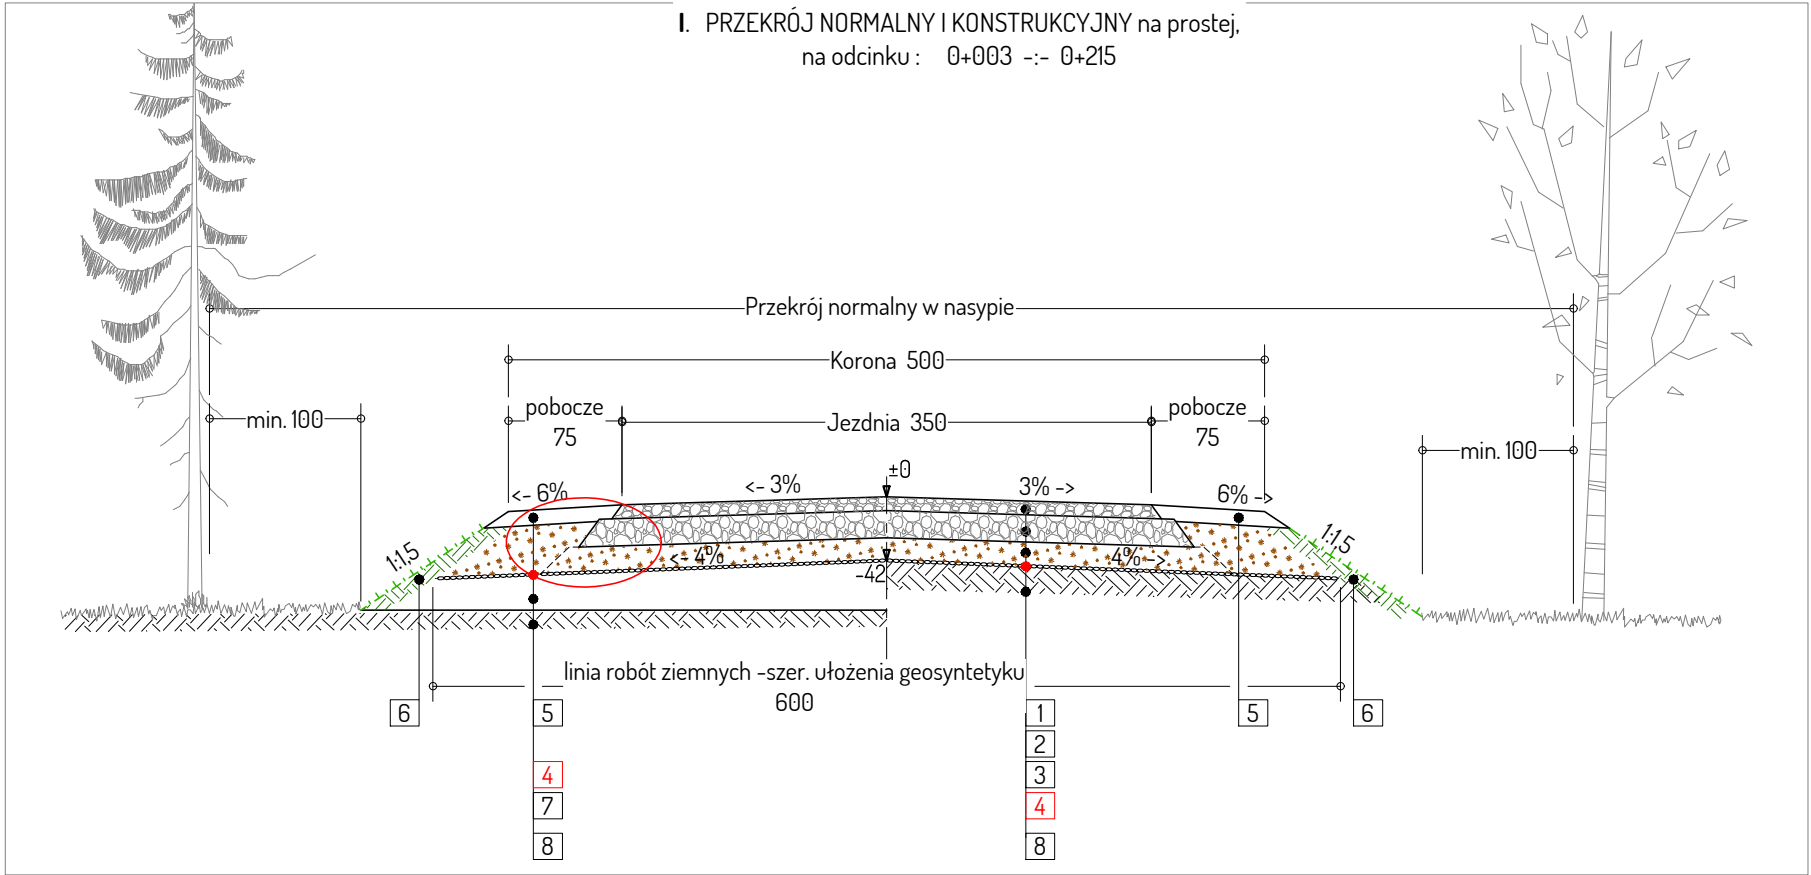 I. PRZEKRÓJ NORMALNY I KONSTRUKCYJNY na prostej,
na odcinku : 0+003 -:- 0+215
Przekrój normalny w nasypie
Korona 500
min. 100
pobocze
75
Jezdnia 350
pobocze
75
min. 100
±0
<- 6%
<- 3%
3% ->
6% ->
1:1.5
<- 4%
-42
4% ->
1:1.5
linia robót ziemnych -szer. ułożenia geosyntetyku
600
6
5
1
5
6
2
4
3
7
4
8
8